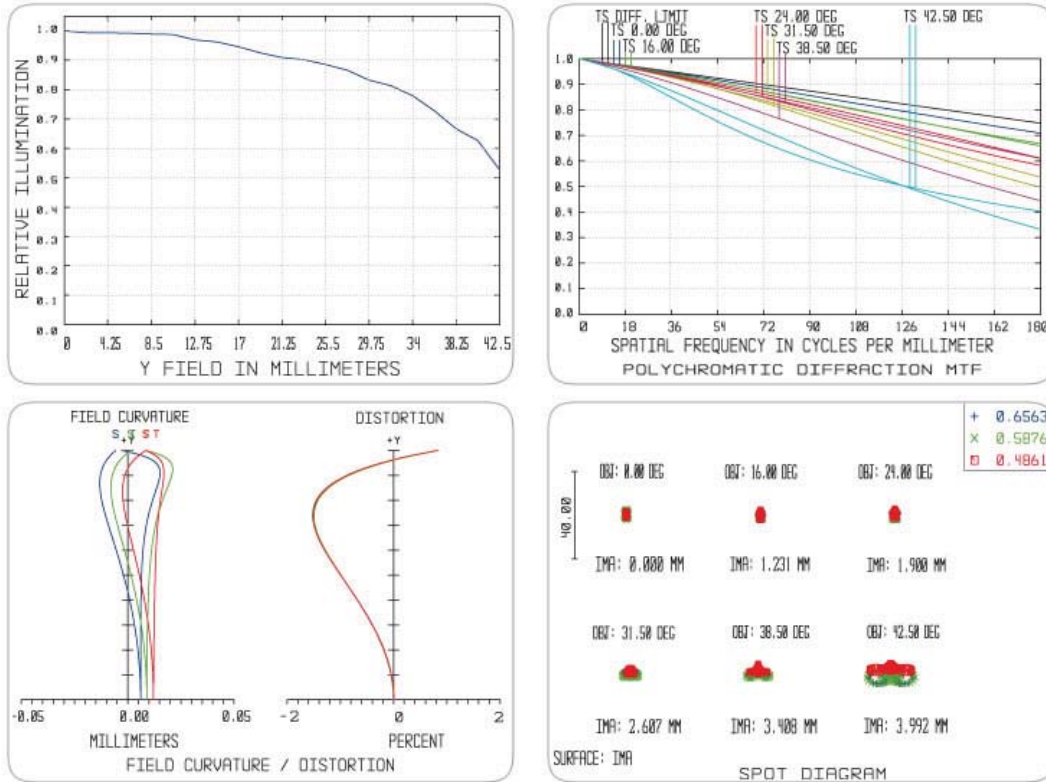 RELATIVE ILLUMINATION
1.0
0.9
0.8
0.7
0.6
0.5
0.4
0.3
0.2
0.1
0.0
0 4.25 8.5 12.75 17 21.25 25.5 29.75 34 38.25 42.5
Y FIELD IN MILLIMETERS
TS DIFF. LIMIT
TS 0.00 DEG
TS 16.00 DEG
TS 24.00 DEG
TS 31.50 DEG
TS 38.50 DEG
TS 42.50 DEG
1.0
0.9
0.8
0.7
0.6
0.5
0.4
0.3
0.2
0.1
0.0
0 18 36 54 72 90 108 126 144 162 180
SPATIAL FREQUENCY IN CYCLES PER MILLIMETER
POLYCHROMATIC DIFFRACTION MTF
FIELD CURVATURE
S S T
+Y
-0.05 0.00 0.05
MILLIMETERS
DISTORTION
+Y
-2 0 2
PERCENT
FIELD CURVATURE / DISTORTION
+ 0.6563
× 0.5876
0.4861
40.00
OBJ: 0.00 DEG OBJ: 16.00 DEG OBJ: 24.00 DEG
IMA: 0.000 MM IMA: 1.231 MM IMA: 1.900 MM
OBJ: 31.50 DEG OBJ: 38.50 DEG OBJ: 42.50 DEG
IMA: 2.607 MM IMA: 3.408 MM IMA: 3.992 MM
SURFACE: IMA
SPOT DIAGRAM